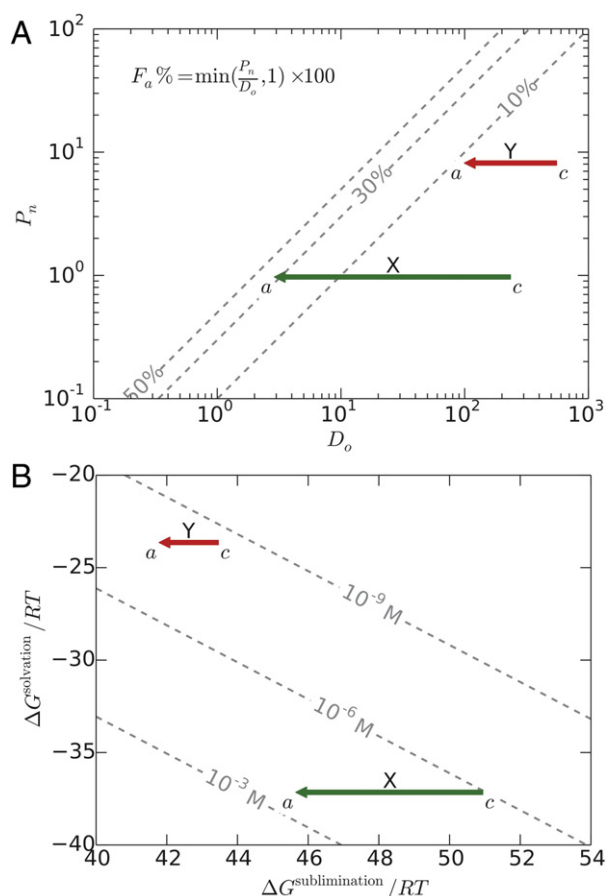 A
F_a % = min(P_n/D_o, 1) × 100
10^2
10^1
10^0
10^-1
P_n
50%
30%
10%
Y
a
c
X
a
c
10^-1
10^0
10^1
10^2
10^3
D_o
B
−20
−25
−30
−35
−40
ΔG^solvation /RT
Y
a
c
10^-9 M
10^-6 M
10^-3 M
X
a
c
40
42
44
46
48
50
52
54
ΔG^sublimination /RT